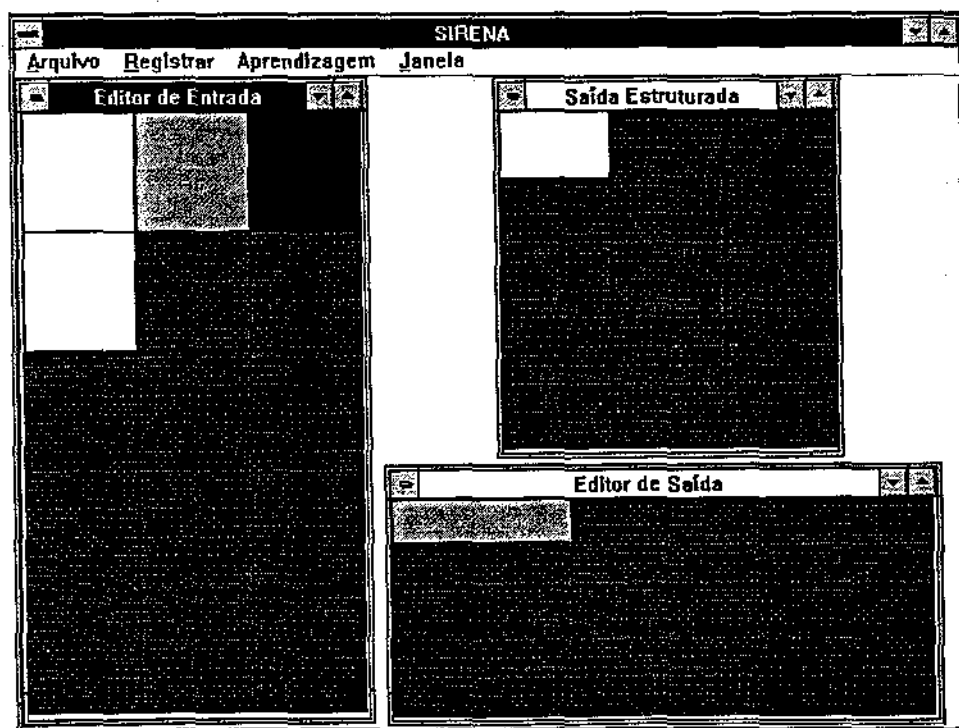 SIRENA
Arquivo Registrar Aprendizagem Janela
Editor de Entrada
Saída Estruturada
Editor de Saída